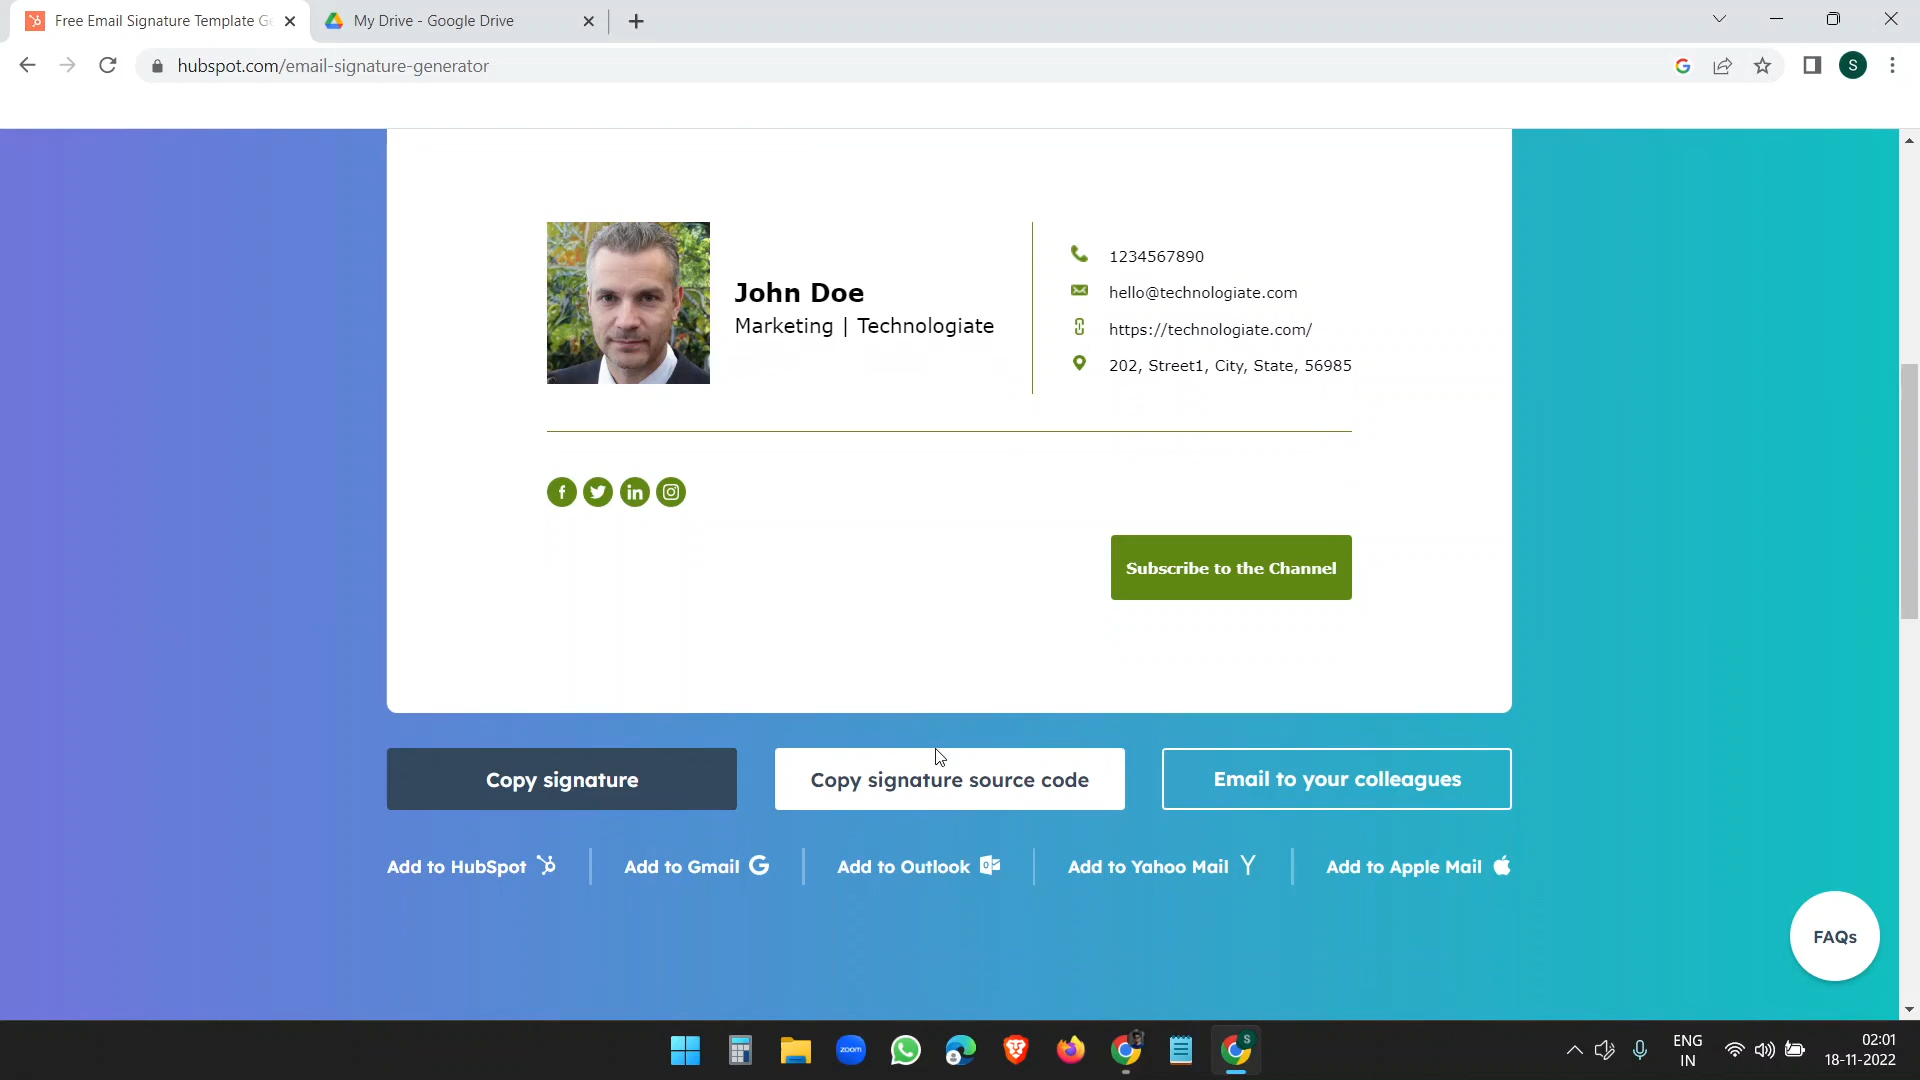 Free Email Signature Template Ge
My Drive - Google Drive
hubspot.com/email-signature-generator
S
John Doe
Marketing | Technologiate
1234567890
hello@technologiate.com
https://technologiate.com/
202, Street1, City, State, 56985
Subscribe to the Channel
Copy signature
Copy signature source code
Email to your colleagues
Add to HubSpot
Add to Gmail
Add to Outlook
Add to Yahoo Mail
Add to Apple Mail
FAQs
zoom
S
ENG
IN
02:01
18-11-2022